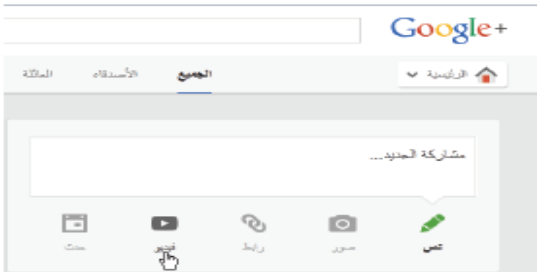 Google+
الرئيسية
الجميع الأصدقاء العائلة
مشاركة الجديد...
نص صور رابط فيديو حدث